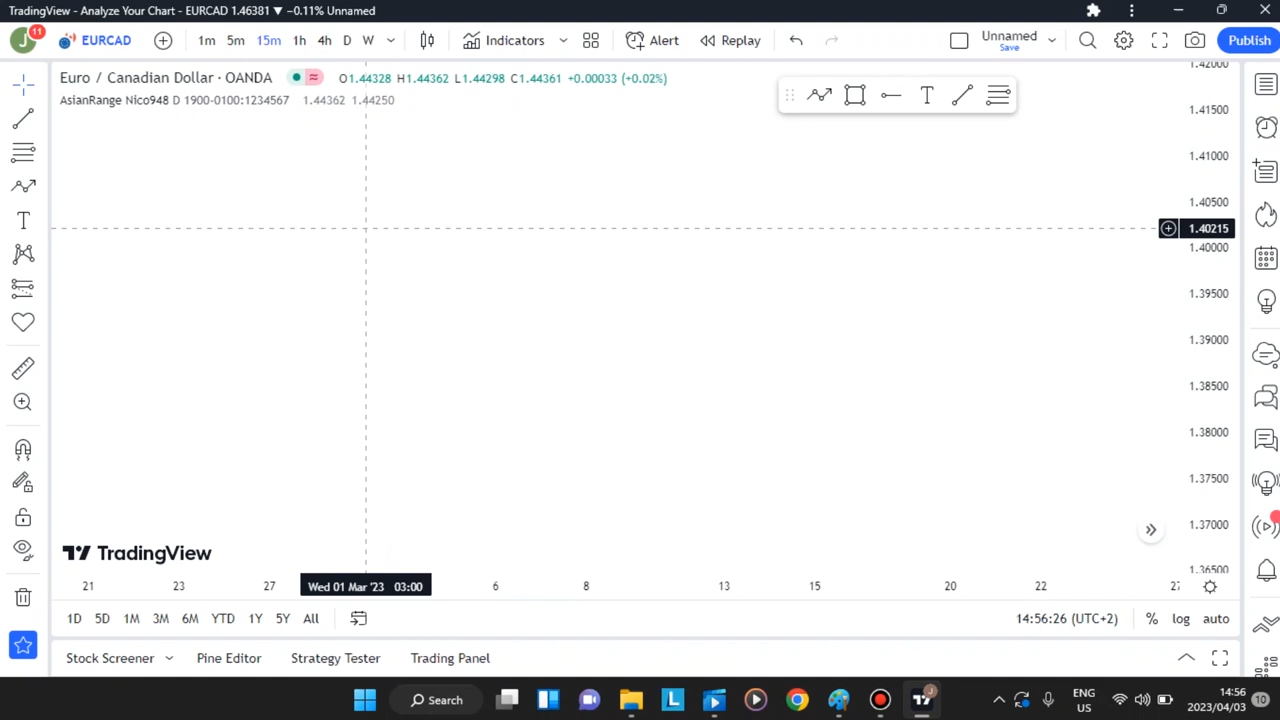 TradingView - Analyze Your Chart - EURCAD 1.46381 ▼ −0.11% Unnamed
J 11 EURCAD 1m 5m 15m 1h 4h D W Indicators Alert Replay Unnamed Save Publish
Euro / Canadian Dollar · OANDA O1.44328 H1.44362 L1.44298 C1.44361 +0.00033 (+0.02%)
AsianRange Nico948 D 1900-0100:1234567 1.44362 1.44250
T
1.42000
1.41500
1.41000
1.40500
1.40215
1.40000
1.39500
1.39000
1.38500
1.38000
1.37500
1.37000
1.36500
T
TradingView
21 23 27 Wed 01 Mar '23 03:00 6 8 13 15 20 22 27
1D 5D 1M 3M 6M YTD 1Y 5Y All 14:56:26 (UTC+2) % log auto
Stock Screener Pine Editor Strategy Tester Trading Panel
Search
ENG
US
14:56
2023/04/03
10